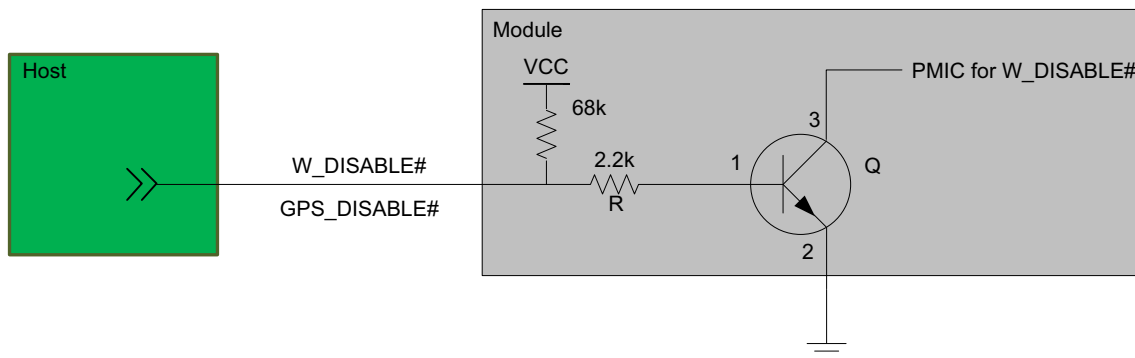 Module
Host
VCC
PMIC for W_DISABLE#
68k
3
W_DISABLE#
2.2k
1
Q
GPS_DISABLE#
R
2